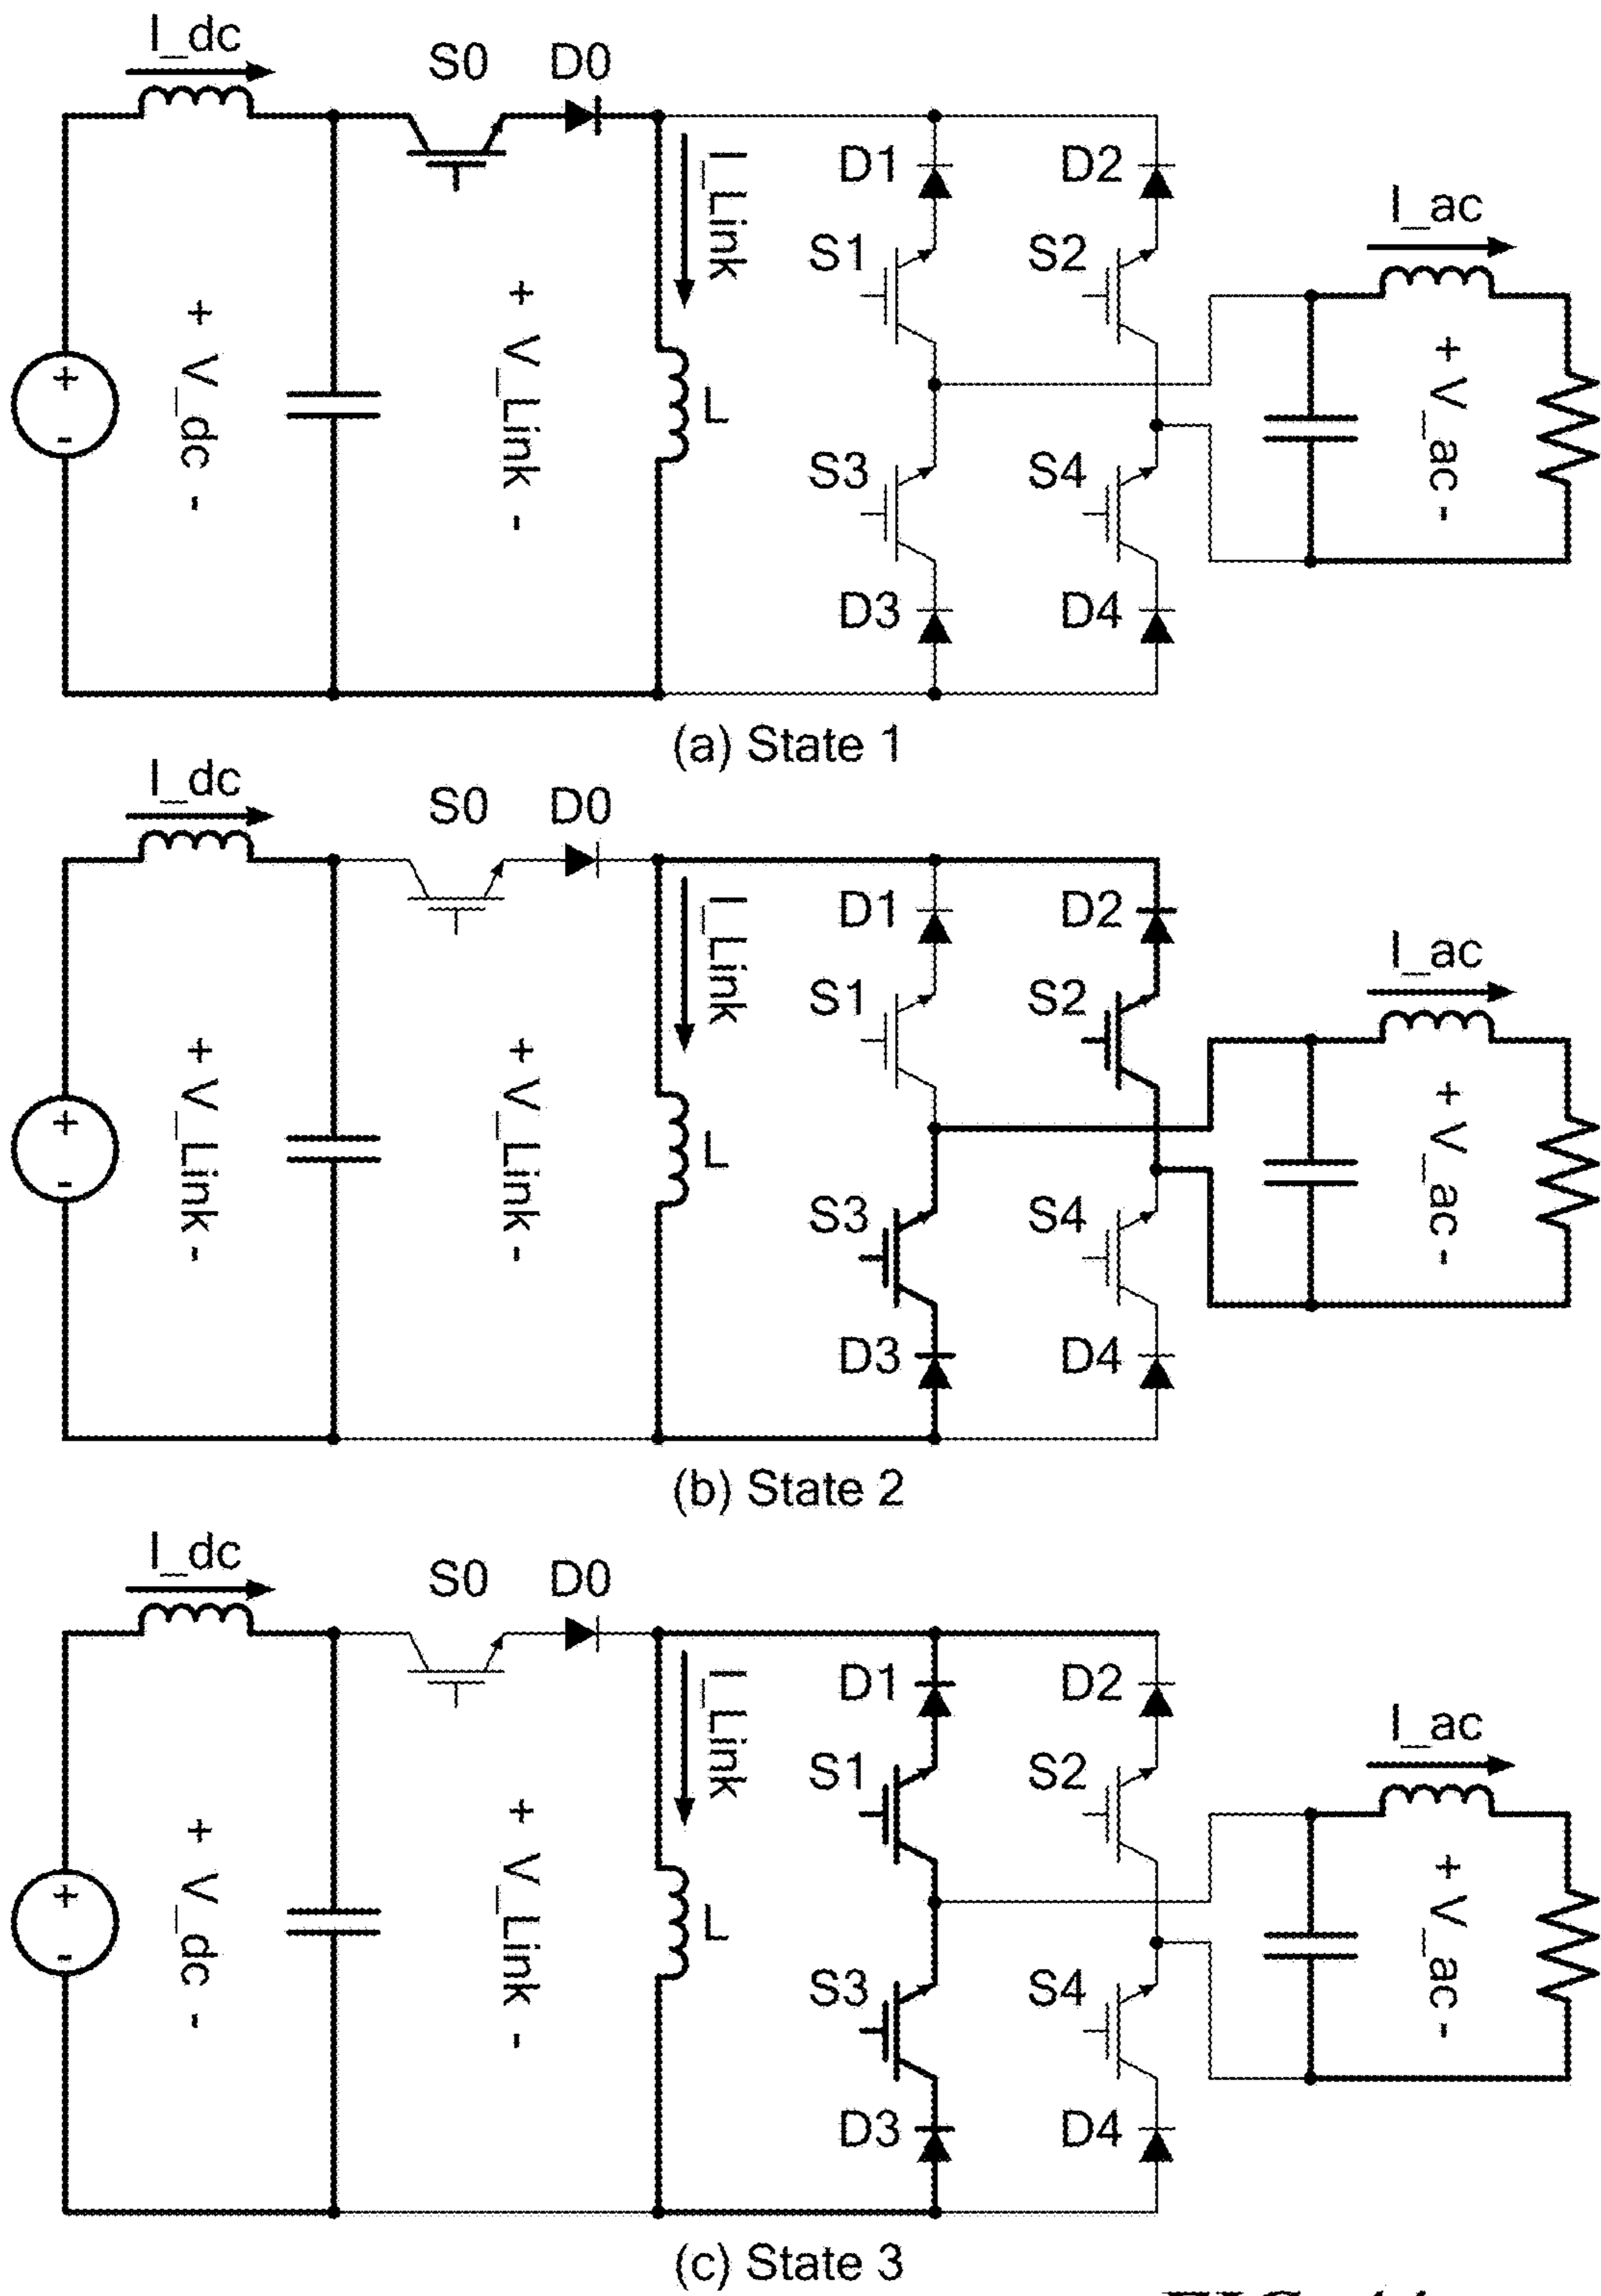 I_dc
S0 D0
D1 D2
I_Link
I_ac
S1 S2
+ V_dc -
+ V_Link -
L
+ V_ac -
+
-
S3 S4
D3 D4
(a) State 1
I_dc
S0 D0
D1 D2
I_Link
I_ac
S1 S2
+ V_Link -
+ V_Link -
L
+ V_ac -
+
-
S3 S4
D3 D4
(b) State 2
I_dc
S0 D0
D1 D2
I_Link
I_ac
S1 S2
+ V_dc -
+ V_Link -
L
+ V_ac -
+
-
S3 S4
D3 D4
(c) State 3